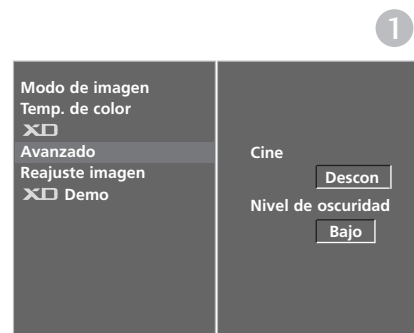 1
Modo de imagen
Temp. de color
XD
Avanzado
Reajuste imagen
XD Demo
Cine
Descon
Nivel de oscuridad
Bajo